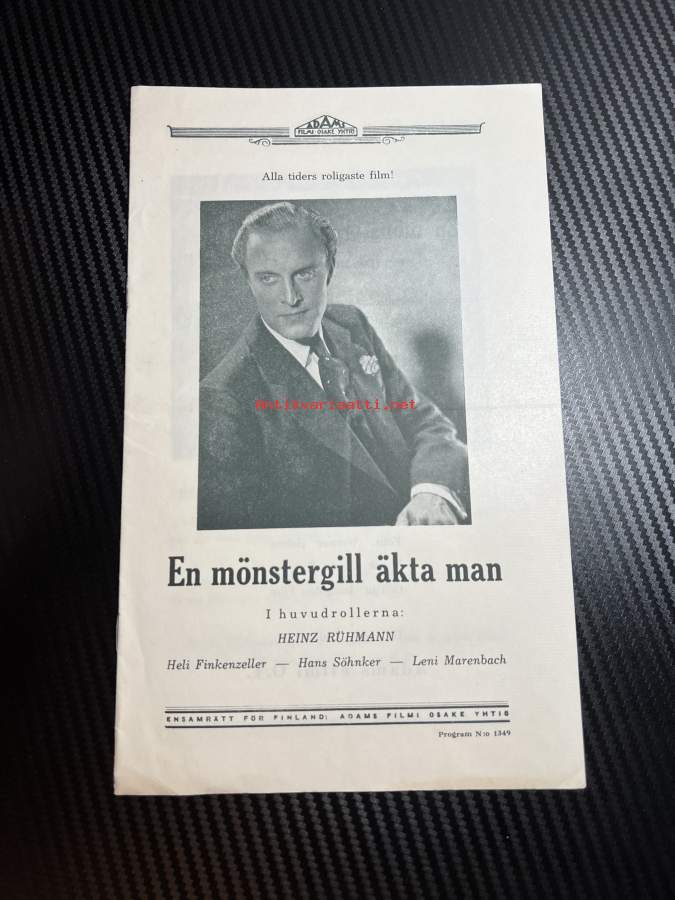 ADAMS
FILMI OSAKE YHTIÖ
Alla tiders roligaste film!
antikvariaatti.net
En mönstergill äkta man
I huvudrollerna:
HEINZ RÜHMANN
Heli Finkenzeller — Hans Söhnker — Leni Marenbach
ENSAMRÄTT FÖR FINLAND: ADAMS FILMI OSAKE YHTIÖ
Program N:o 1349